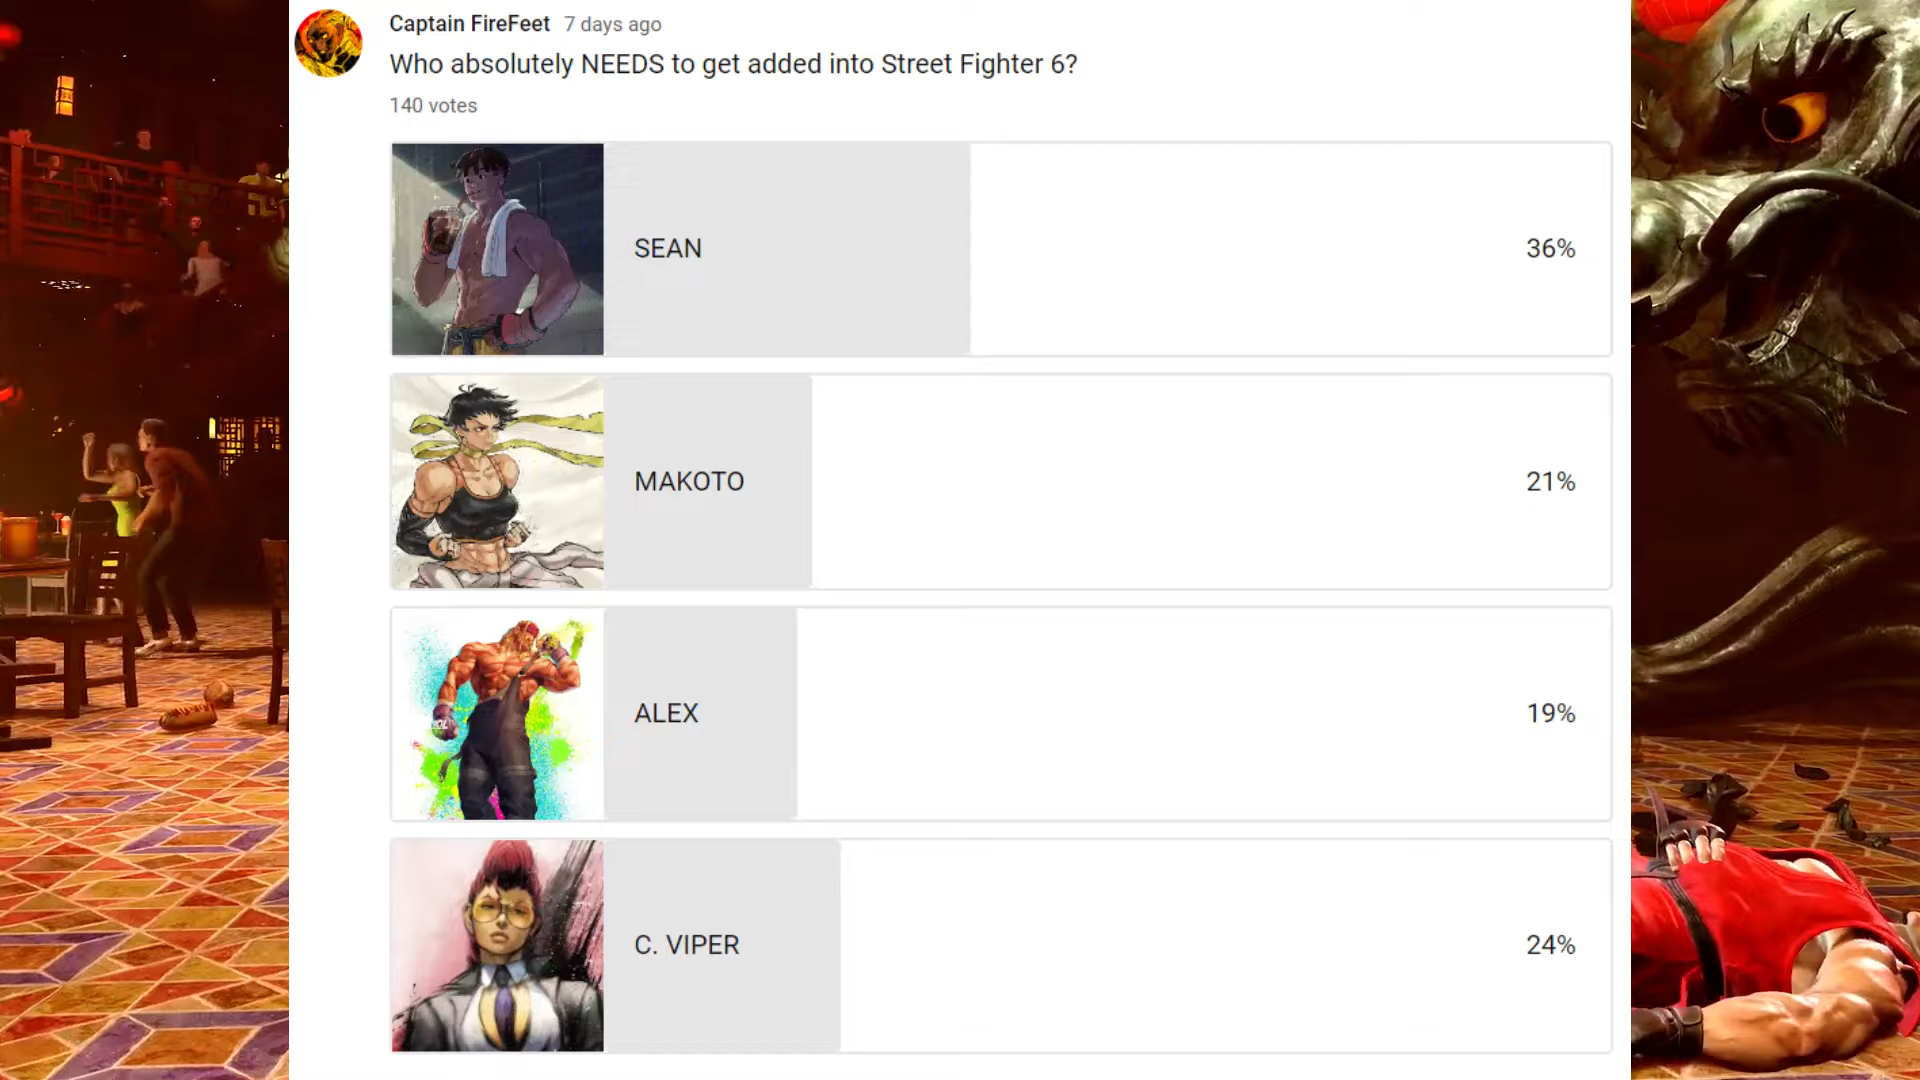 Captain FireFeet 7 days ago
Who absolutely NEEDS to get added into Street Fighter 6?
140 votes
SEAN 36%
MAKOTO 21%
ALEX 19%
C. VIPER 24%